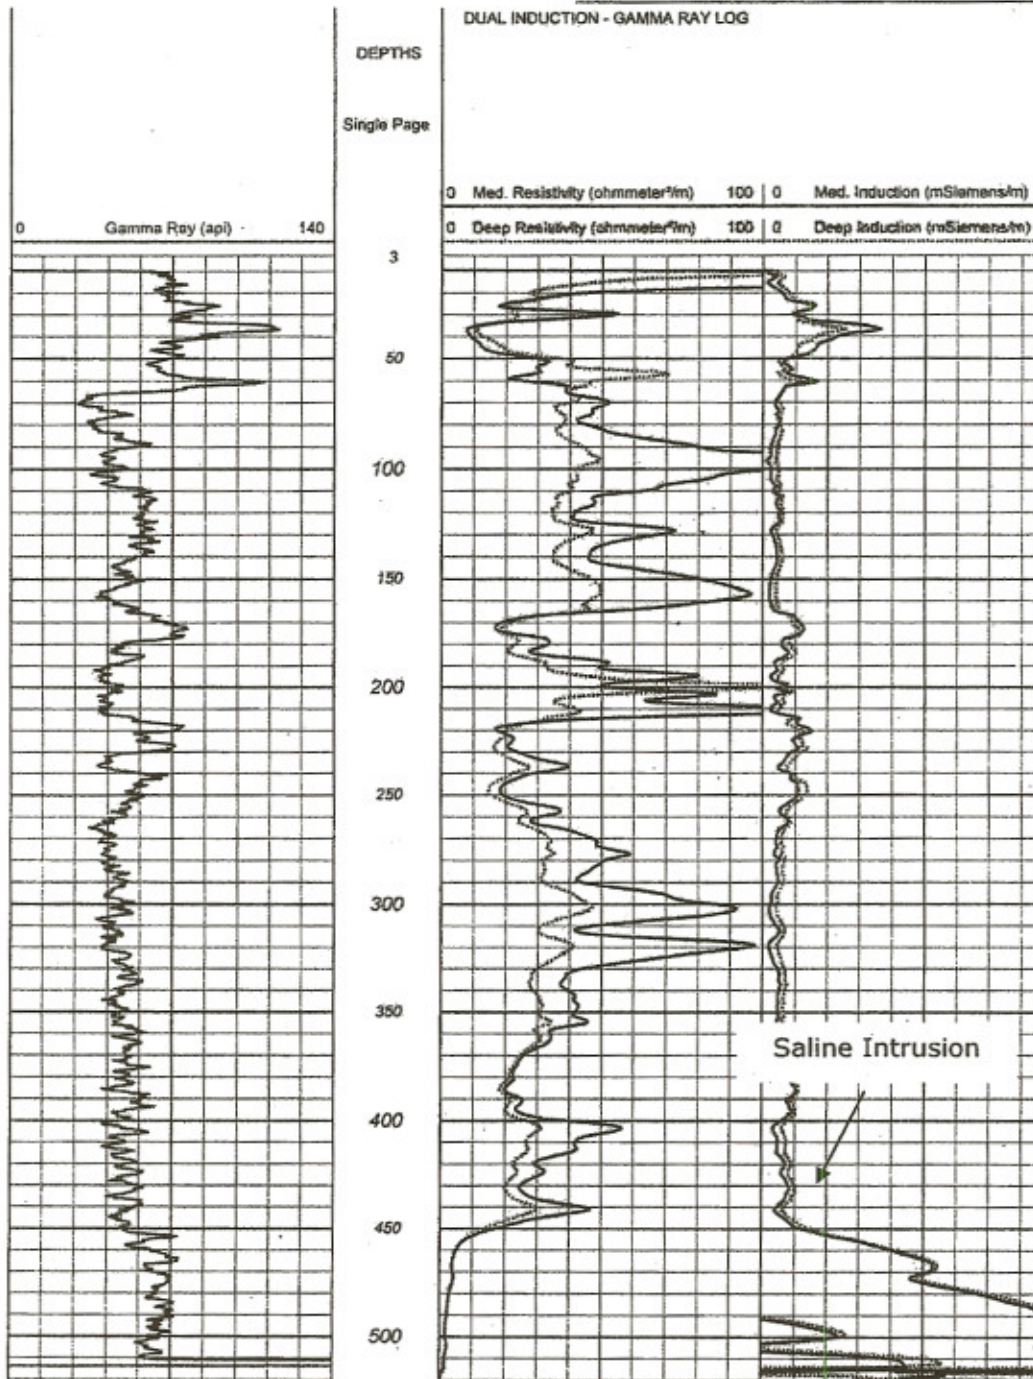 DUAL INDUCTION - GAMMA RAY LOG
DEPTHS
Single Page
0 Med. Resistivity (ohmmeter²/m) 100 0 Med. Induction (mSiemens/m)
0 Gamma Ray (api) 140
0 Deep Resistivity (ohmmeter²/m) 100 0 Deep Induction (mSiemens/m)
3
50
100
150
200
250
300
350
Saline Intrusion
400
450
500